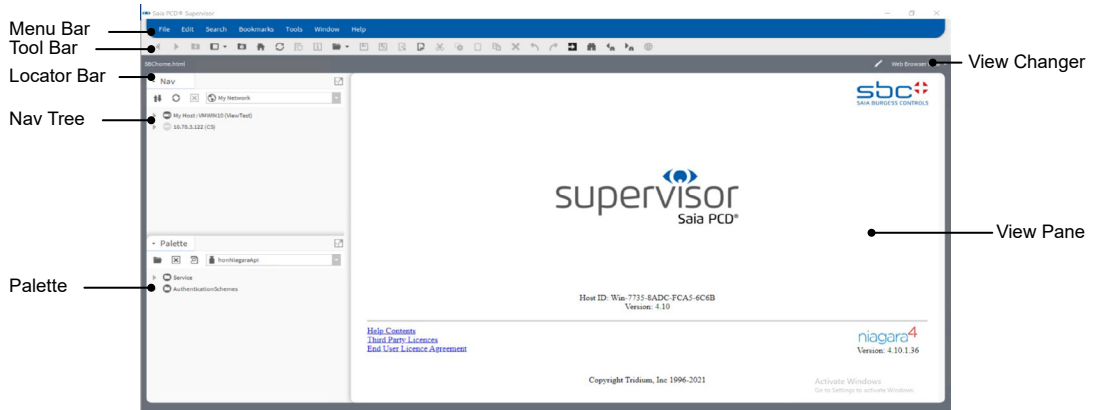 Saia PCD® Supervisor
Menu Bar
File Edit Search Bookmarks Tools Window Help
Tool Bar
SBChome.html
Web Browser
View Changer
Locator Bar
Nav
My Network
sbc
SAIA BURGESS CONTROLS
Nav Tree
My Host : VMWIN10 (ViewTest)
10.78.3.122 (CS)
supervisor
Saia PCD®
View Pane
Palette
honNiagaraApi
Palette
Service
AuthenticationSchemes
Host ID: Win-7735-8ADC-FCA5-6C6B
Version: 4.10
Help Contents
Third Party Licences
End User Licence Agreement
niagara4
Version: 4.10.1.36
Copyright Tridium, Inc 1996-2021
Activate Windows
Go to Settings to activate Windows.